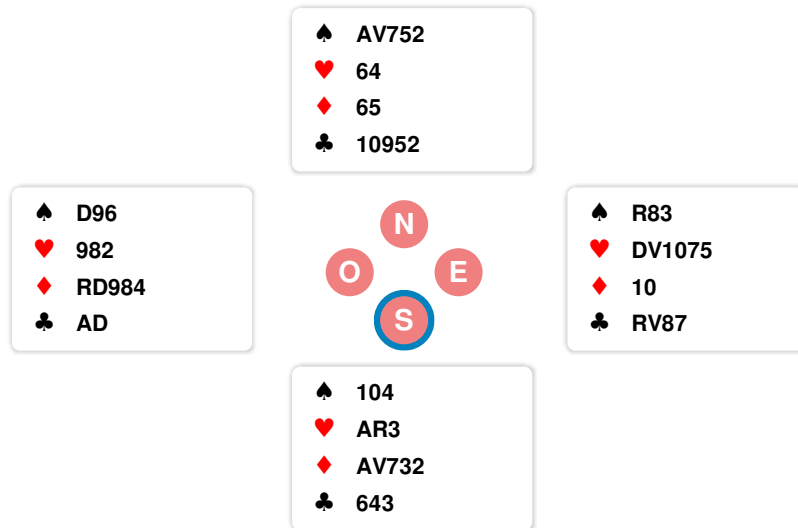 ♠ AV752
♥ 64
♦ 65
♣ 10952
♠ D96
♥ 982
♦ RD984
♣ AD
N
O E
S
♠ R83
♥ DV1075
♦ 10
♣ RV87
♠ 104
♥ AR3
♦ AV732
♣ 643